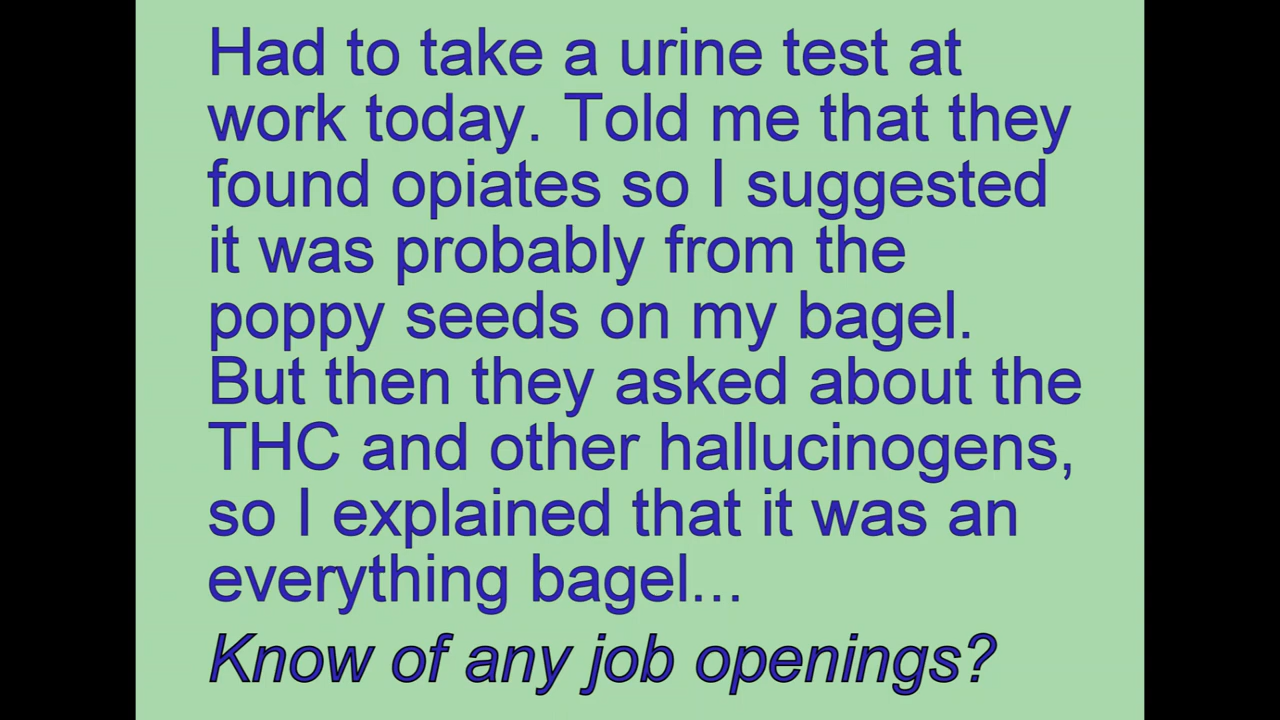 Had to take a urine test at
work today. Told me that they
found opiates so I suggested
it was probably from the
poppy seeds on my bagel.
But then they asked about the
THC and other hallucinogens,
so I explained that it was an
everything bagel...
Know of any job openings?